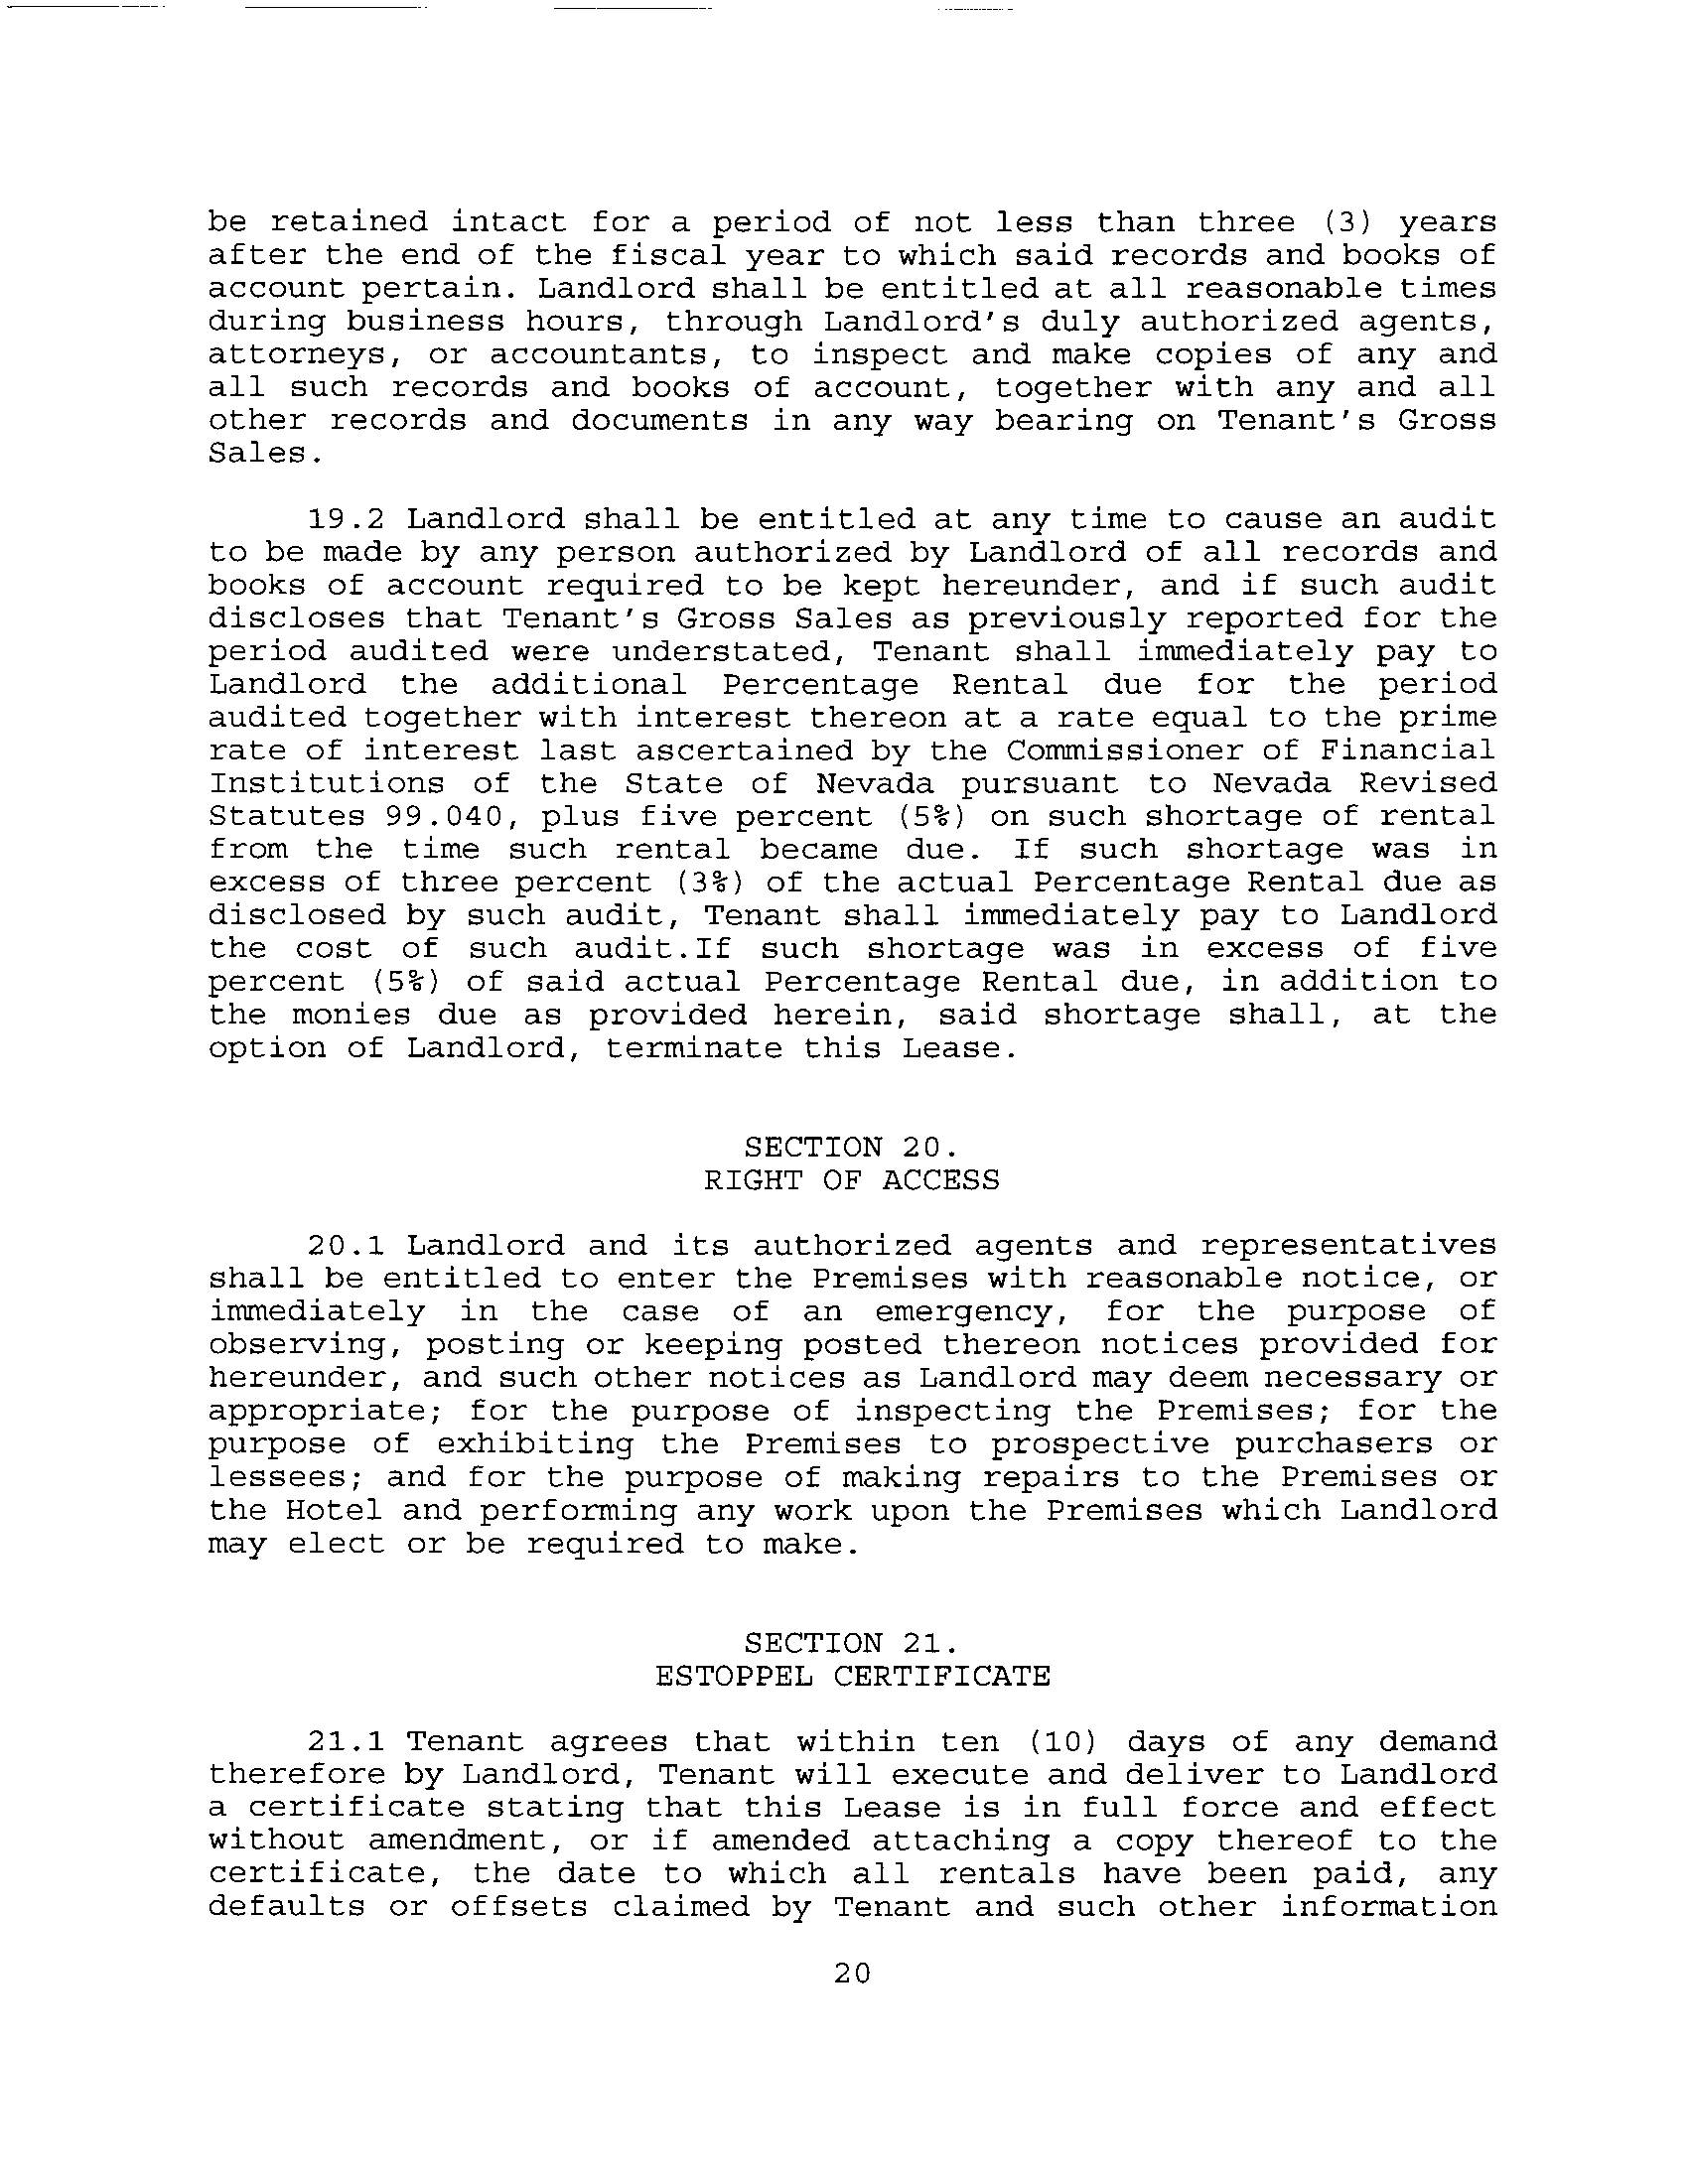 be retained intact for a period of not less than three (3) years
after the end of the fiscal year to which said records and books of
account pertain. Landlord shall be entitled at all reasonable times
during business hours, through Landlord's duly authorized agents,
attorneys, or accountants, to inspect and make copies of any and
all such records and books of account, together with any and all
other records and documents in any way bearing on Tenant's Gross
Sales.
19.2 Landlord shall be entitled at any time to cause an audit
to be made by any person authorized by Landlord of all records and
books of account required to be kept hereunder, and if such audit
discloses that Tenant's Gross Sales as previously reported for the
period audited were understated, Tenant shall immediately pay to
Landlord the additional Percentage Rental due for the period
audited together with interest thereon at a rate equal to the prime
rate of interest last ascertained by the Commissioner of Financial
Institutions of the State of Nevada pursuant to Nevada Revised
Statutes 99.040, plus five percent (5%) on such shortage of rental
from the time such rental became due. If such shortage was in
excess of three percent (3%) of the actual Percentage Rental due as
disclosed by such audit, Tenant shall immediately pay to Landlord
the cost of such audit.If such shortage was in excess of five
percent (5%) of said actual Percentage Rental due, in addition to
the monies due as provided herein, said shortage shall, at the
option of Landlord, terminate this Lease.
SECTION 20.
RIGHT OF ACCESS
20.1 Landlord and its authorized agents and representatives
shall be entitled to enter the Premises with reasonable notice, or
immediately in the case of an emergency, for the purpose of
observing, posting or keeping posted thereon notices provided for
hereunder, and such other notices as Landlord may deem necessary or
appropriate; for the purpose of inspecting the Premises; for the
purpose of exhibiting the Premises to prospective purchasers or
lessees; and for the purpose of making repairs to the Premises or
the Hotel and performing any work upon the Premises which Landlord
may elect or be required to make.
SECTION 21.
ESTOPPEL CERTIFICATE
21.1 Tenant agrees that within ten (10) days of any demand
therefore by Landlord, Tenant will execute and deliver to Landlord
a certificate stating that this Lease is in full force and effect
without amendment, or if amended attaching a copy thereof to the
certificate, the date to which all rentals have been paid, any
defaults or offsets claimed by Tenant and such other information
20